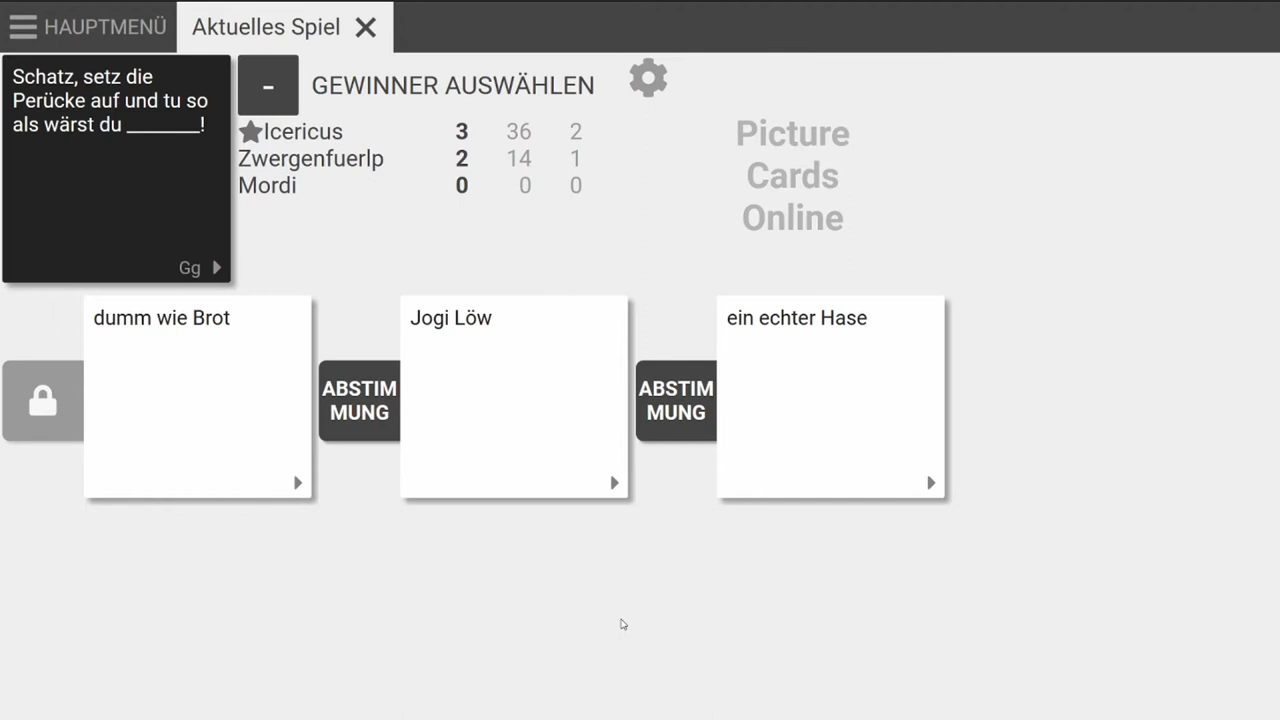 HAUPTMENÜ
Aktuelles Spiel
Schatz, setz die
Perücke auf und tu so
als wärst du _______!
Gg
-
GEWINNER AUSWÄHLEN
Icericus 3 36 2
Zwergenfuerlp 2 14 1
Mordi 0 0 0
Picture
Cards
Online
dumm wie Brot
ABSTIM
MUNG
Jogi Löw
ABSTIM
MUNG
ein echter Hase